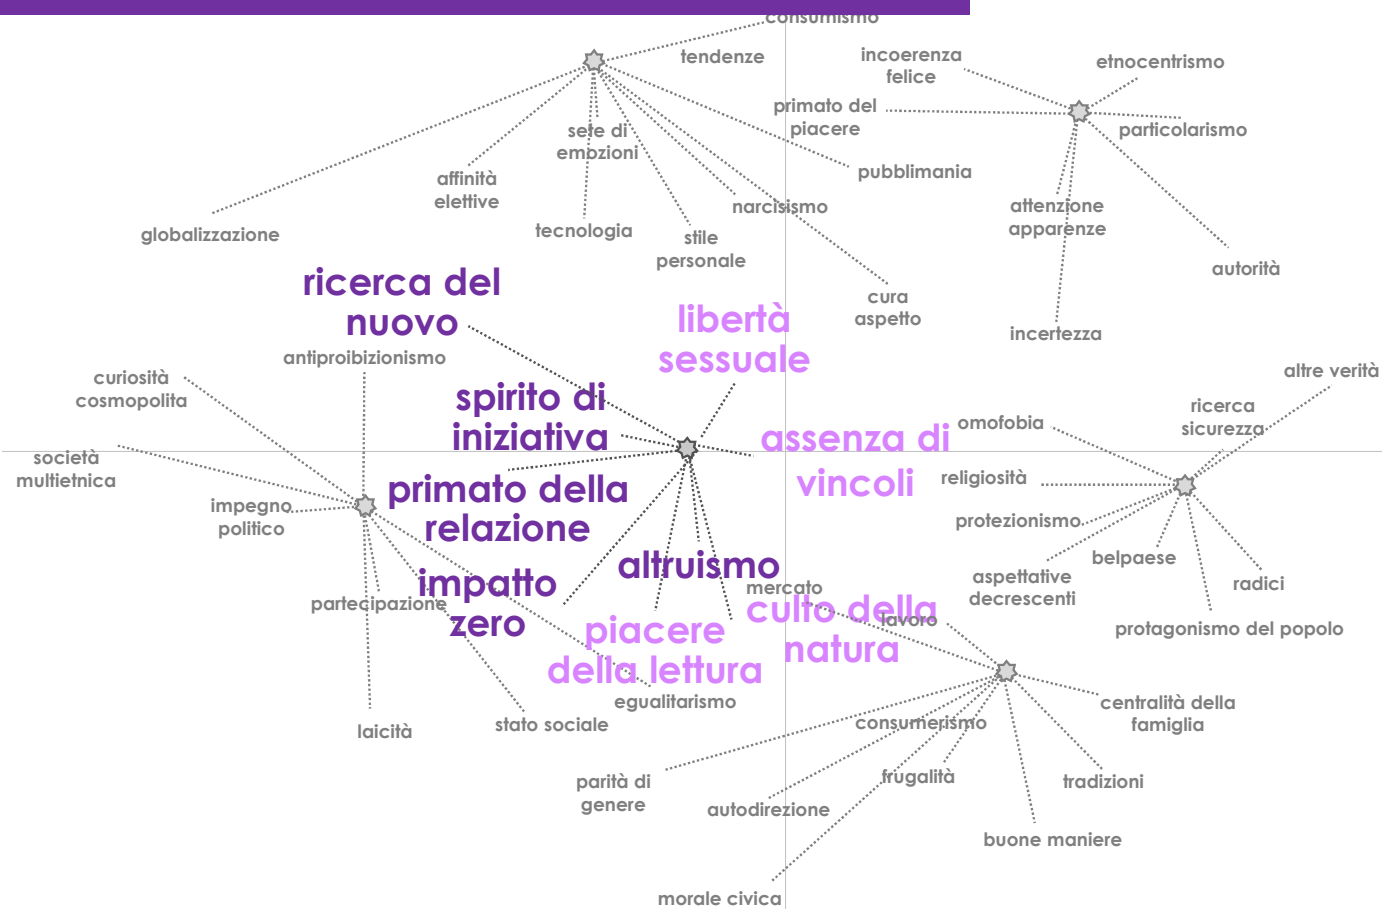 consumismo
tendenze
incoerenza
felice
etnocentrismo
primato del
piacere
particolarismo
sete di
emozioni
pubblimania
affinità
elettive
narcisismo
attenzione
apparenze
globalizzazione
tecnologia
stile
personale
autorità
ricerca del
nuovo
cura
aspetto
libertà
sessuale
incertezza
antiproibizionismo
curiosità
cosmopolita
altre verità
spirito di
iniziativa
ricerca
sicurezza
assenza di
vincoli
omofobia
società
multietnica
religiosità
primato della
relazione
impegno
politico
protezionismo
altruismo
belpaese
impatto
zero
mercato
aspettative
decrescenti
radici
partecipazione
culto della
natura
lavoro
piacere
della lettura
protagonismo del popolo
egualitarismo
centralità della
famiglia
laicità
stato sociale
consumerismo
parità di
genere
frugalità
tradizioni
autodirezione
buone maniere
morale civica